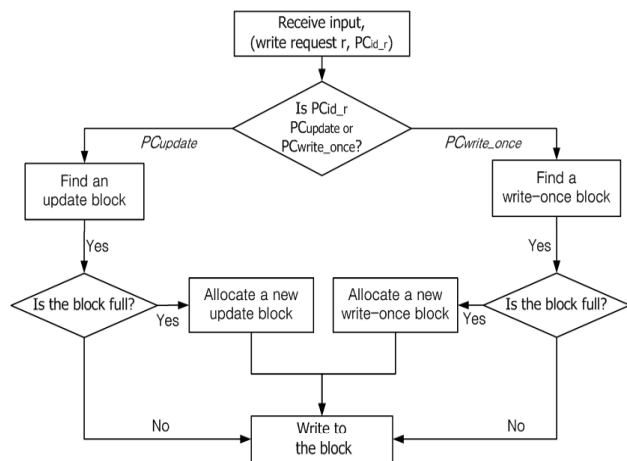 Receive input,
(write request r, PCid_r)
Is PCid_r
PCupdate or
PCwrite_once?
PCupdate
PCwrite_once
Find an
update block
Find a
write-once block
Yes
Yes
Is the block full?
Yes
Allocate a new
update block
Allocate a new
write-once block
Yes
Is the block full?
No
Write to
the block
No